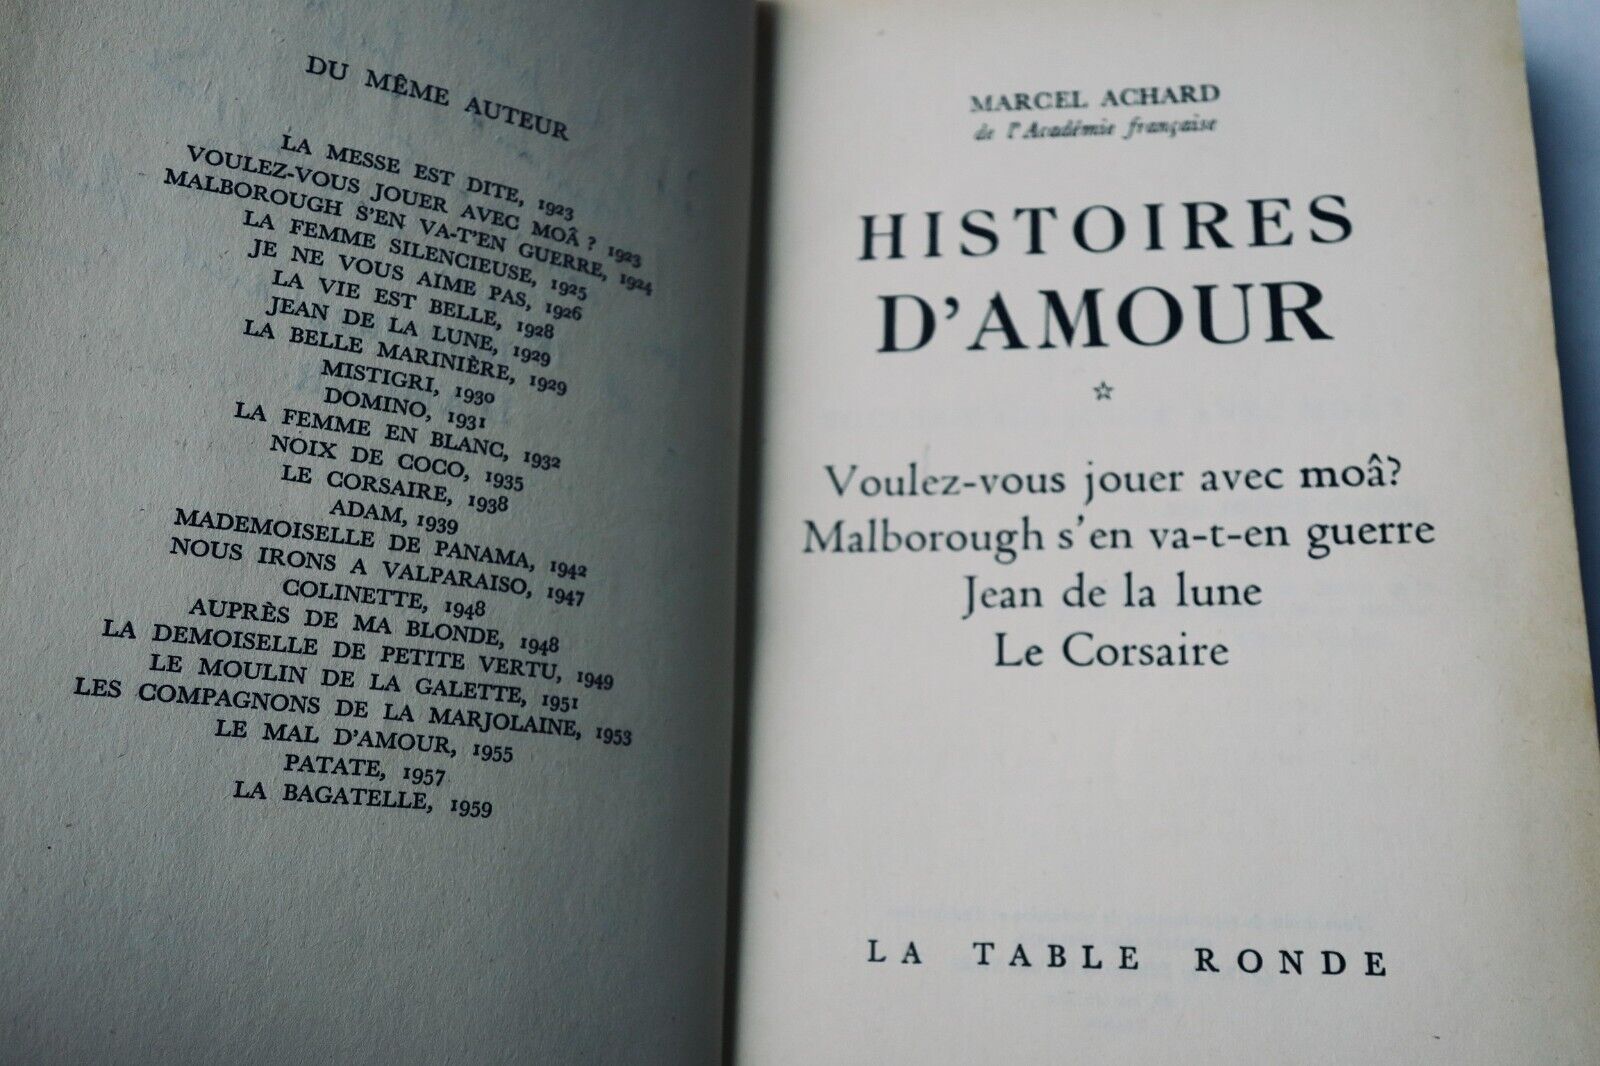 DU MÊME AUTEUR
LA MESSE EST DITE, 1923
VOULEZ-VOUS JOUER AVEC MOÂ ? 1923
MALBOROUGH S'EN VA-T'EN GUERRE, 1924
LA FEMME SILENCIEUSE, 1925
JE NE VOUS AIME PAS, 1926
LA VIE EST BELLE, 1928
JEAN DE LA LUNE, 1929
LA BELLE MARINIÈRE, 1929
MISTIGRI, 1930
DOMINO, 1931
LA FEMME EN BLANC, 1932
NOIX DE COCO, 1935
LE CORSAIRE, 1938
ADAM, 1939
MADEMOISELLE DE PANAMA, 1942
NOUS IRONS A VALPARAISO, 1947
COLINETTE, 1948
AUPRÈS DE MA BLONDE, 1948
LA DEMOISELLE DE PETITE VERTU, 1949
LE MOULIN DE LA GALETTE, 1951
LES COMPAGNONS DE LA MARJOLAINE, 1953
LE MAL D'AMOUR, 1955
PATATE, 1957
LA BAGATELLE, 1959
MARCEL ACHARD
de l'Académie française
HISTOIRES
D'AMOUR
☆
Voulez-vous jouer avec moâ?
Malborough s'en va-t-en guerre
Jean de la lune
Le Corsaire
LA TABLE RONDE